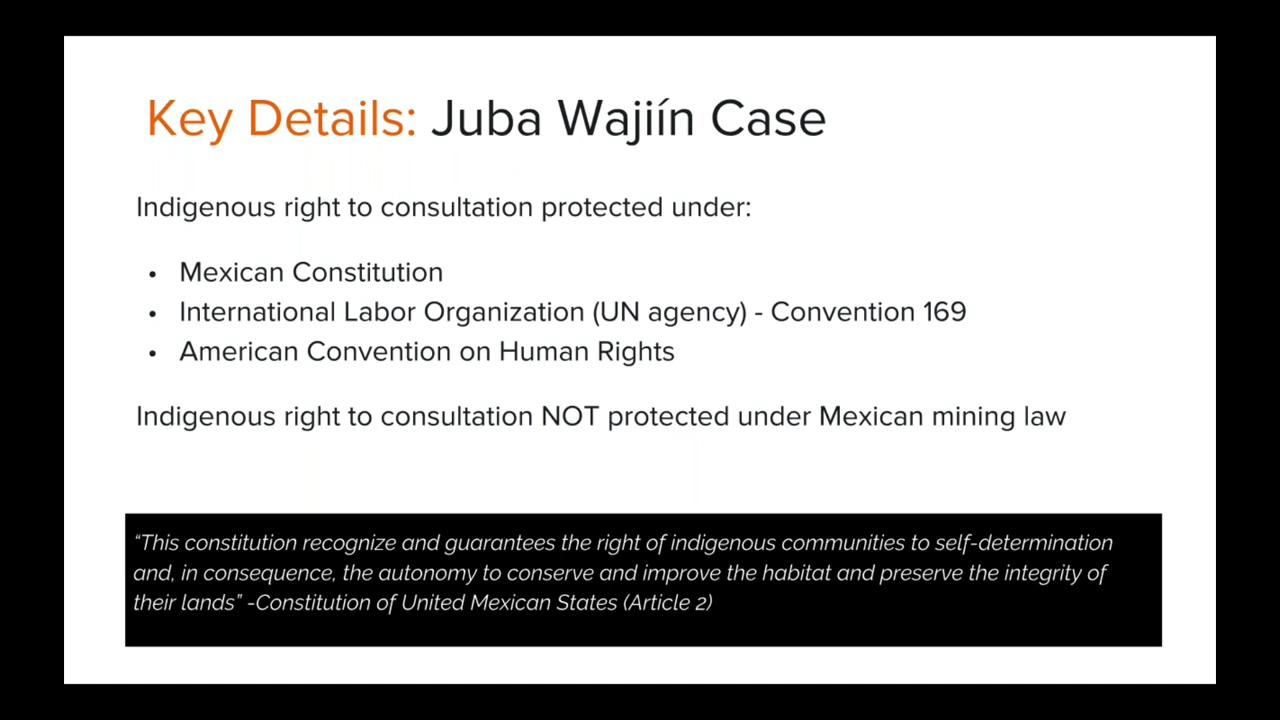 Key Details: Juba Wajiín Case
Indigenous right to consultation protected under:
• Mexican Constitution
• International Labor Organization (UN agency) - Convention 169
• American Convention on Human Rights
Indigenous right to consultation NOT protected under Mexican mining law
“This constitution recognize and guarantees the right of indigenous communities to self-determination
and, in consequence, the autonomy to conserve and improve the habitat and preserve the integrity of
their lands” -Constitution of United Mexican States (Article 2)